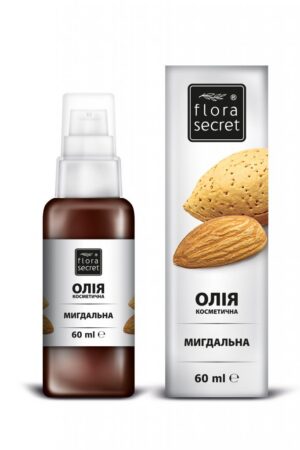 flora
secret
®
ОЛІЯ
КОСМЕТИЧНА
МИГДАЛЬНА
60 ml ℮
flora
secret
®
ОЛІЯ
КОСМЕТИЧНА
МИГДАЛЬНА
60 ml ℮